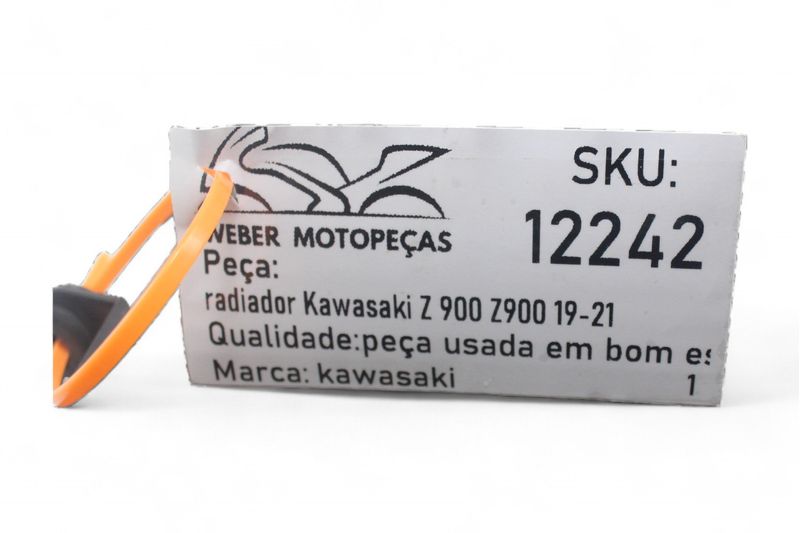 SKU:
12242
WEBER MOTOPEÇAS
Peça:
radiador Kawasaki Z 900 Z900 19-21
Qualidade:peça usada em bom es
Marca: kawasaki
1